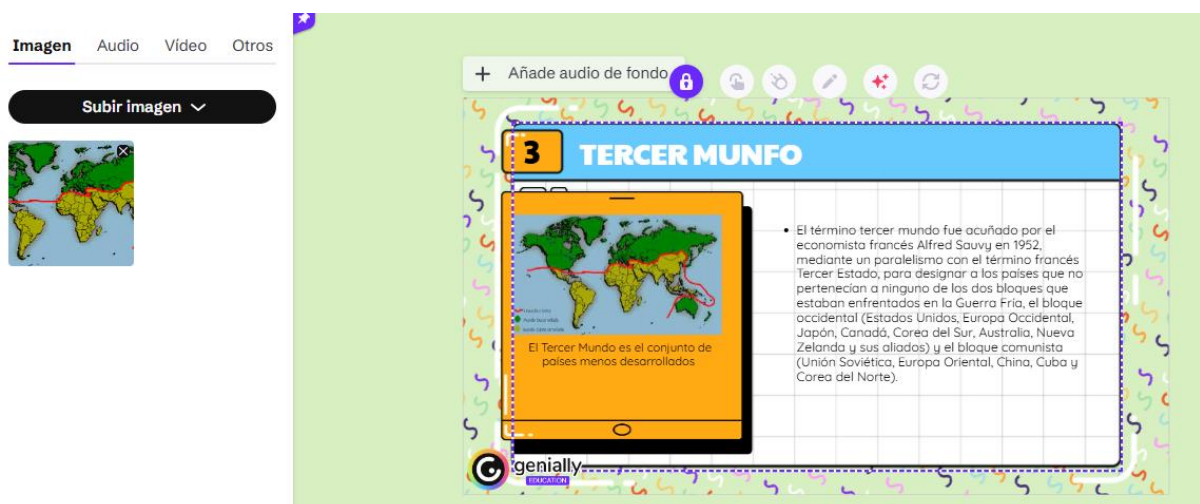 Imagen Audio Vídeo Otros
Subir imagen
Añade audio de fondo
3 TERCER MUNFO
El Tercer Mundo es el conjunto de
países menos desarrollados
• El término tercer mundo fue acuñado por el
economista francés Alfred Sauvy en 1952,
mediante un paralelismo con el término francés
Tercer Estado, para designar a los países que no
pertenecían a ninguno de los dos bloques que
estaban enfrentados en la Guerra Fría, el bloque
occidental (Estados Unidos, Europa Occidental,
Japón, Canadá, Corea del Sur, Australia, Nueva
Zelanda y sus aliados) y el bloque comunista
(Unión Soviética, Europa Oriental, China, Cuba y
Corea del Norte).
genially
EDUCATION